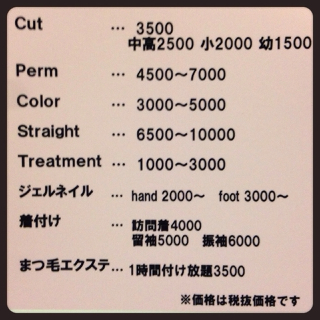 Cut ... 3500
中高2500 小2000 幼1500
Perm ... 4500〜7000
Color ... 3000〜5000
Straight ... 6500〜10000
Treatment ... 1000〜3000
ジェルネイル ... hand 2000〜 foot 3000〜
着付け ... 訪問着4000
留袖5000 振袖6000
まつ毛エクステ... 1時間付け放題3500
※価格は税抜価格です